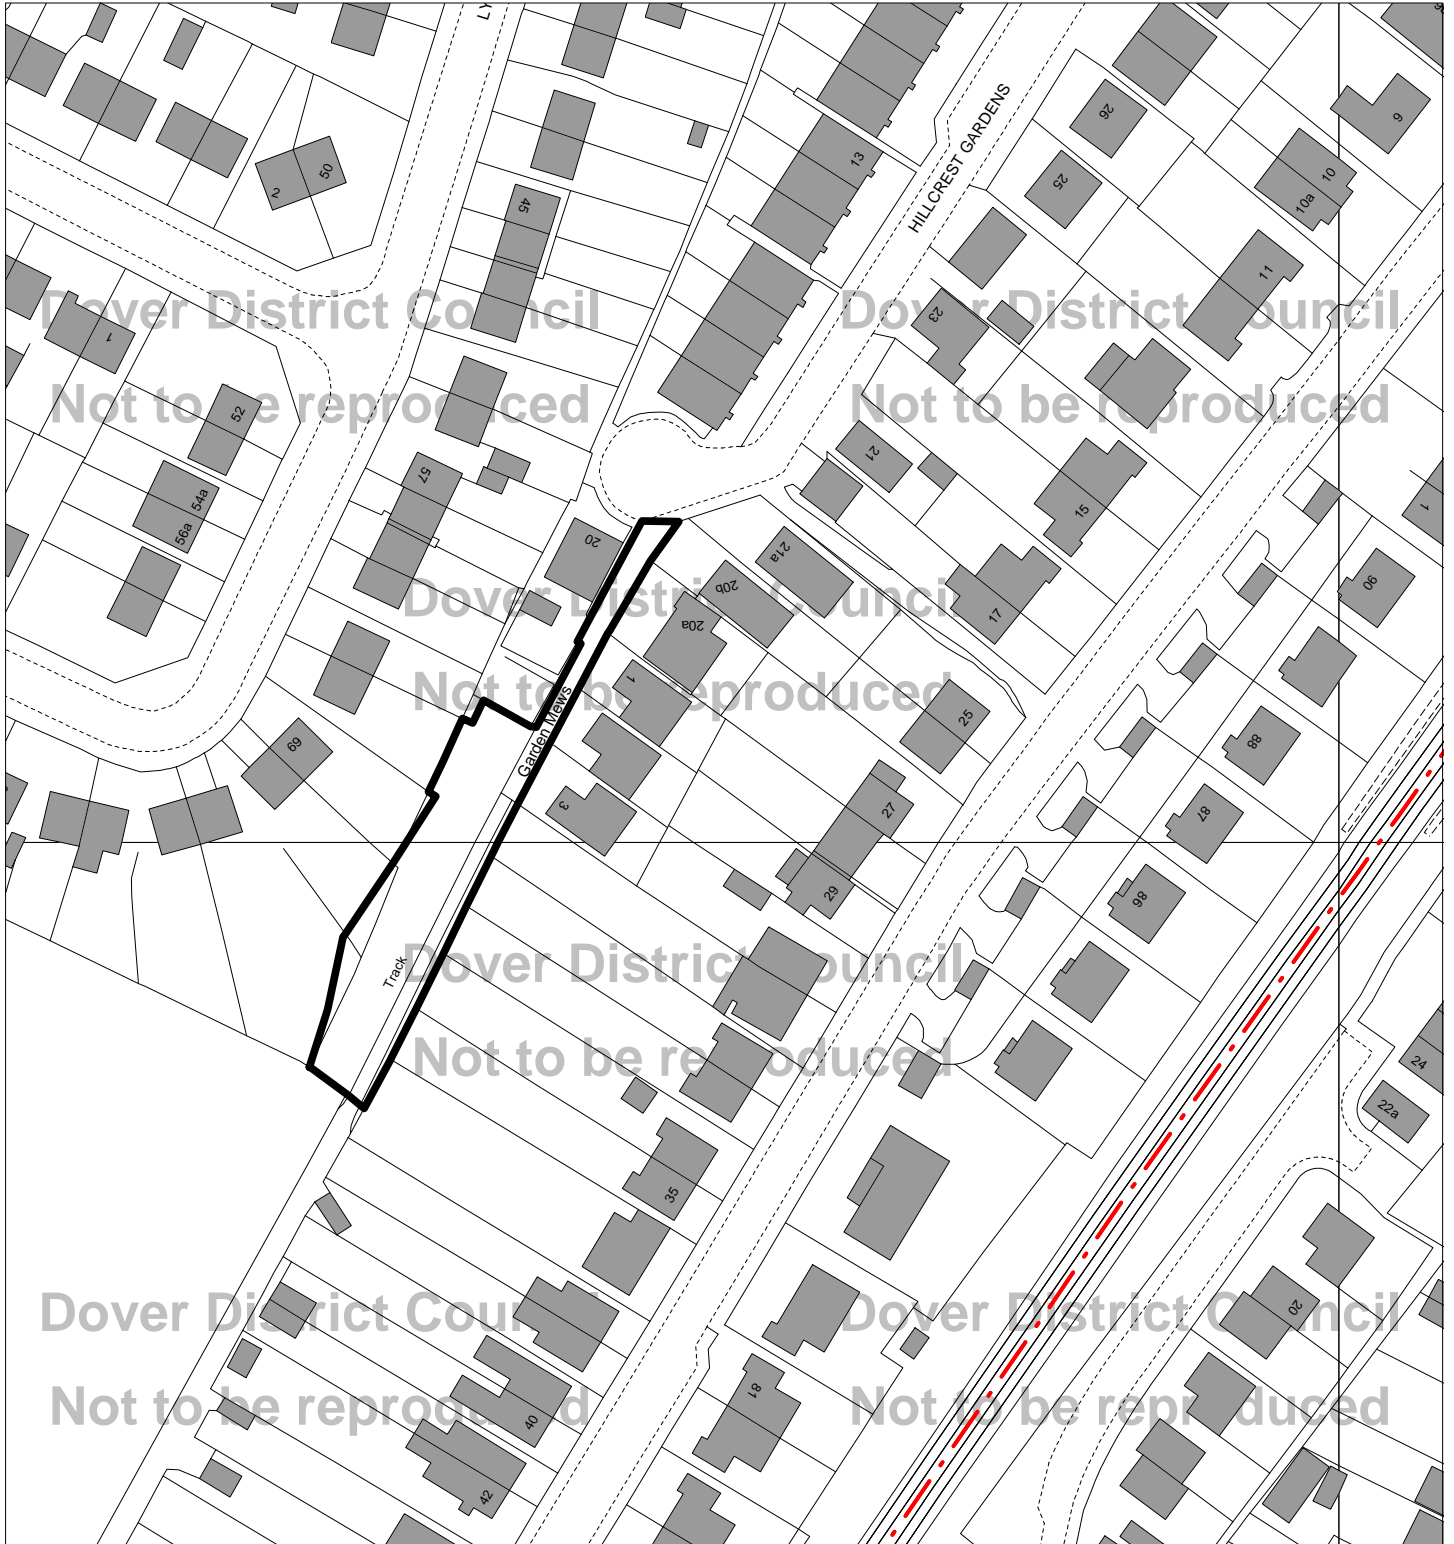 LY
HILLCREST GARDENS
9
26
13
10
10a
25
50
2
45
11
Dover District Council
Dover District Council
23
1
Not to be reproduced
Not to be reproduced
52
21
57
54a
56a
15
1
20
21a
20b
90
Dover District Council
20a
17
1
Not to be reproduced
Garden Mews
25
69
88
3
27
87
29
86
Track
Dover District Council
Not to be reproduced
24
22a
35
Dover District Council
Dover District Council
20
81
Not to be reproduced
Not to be reproduced
40
42